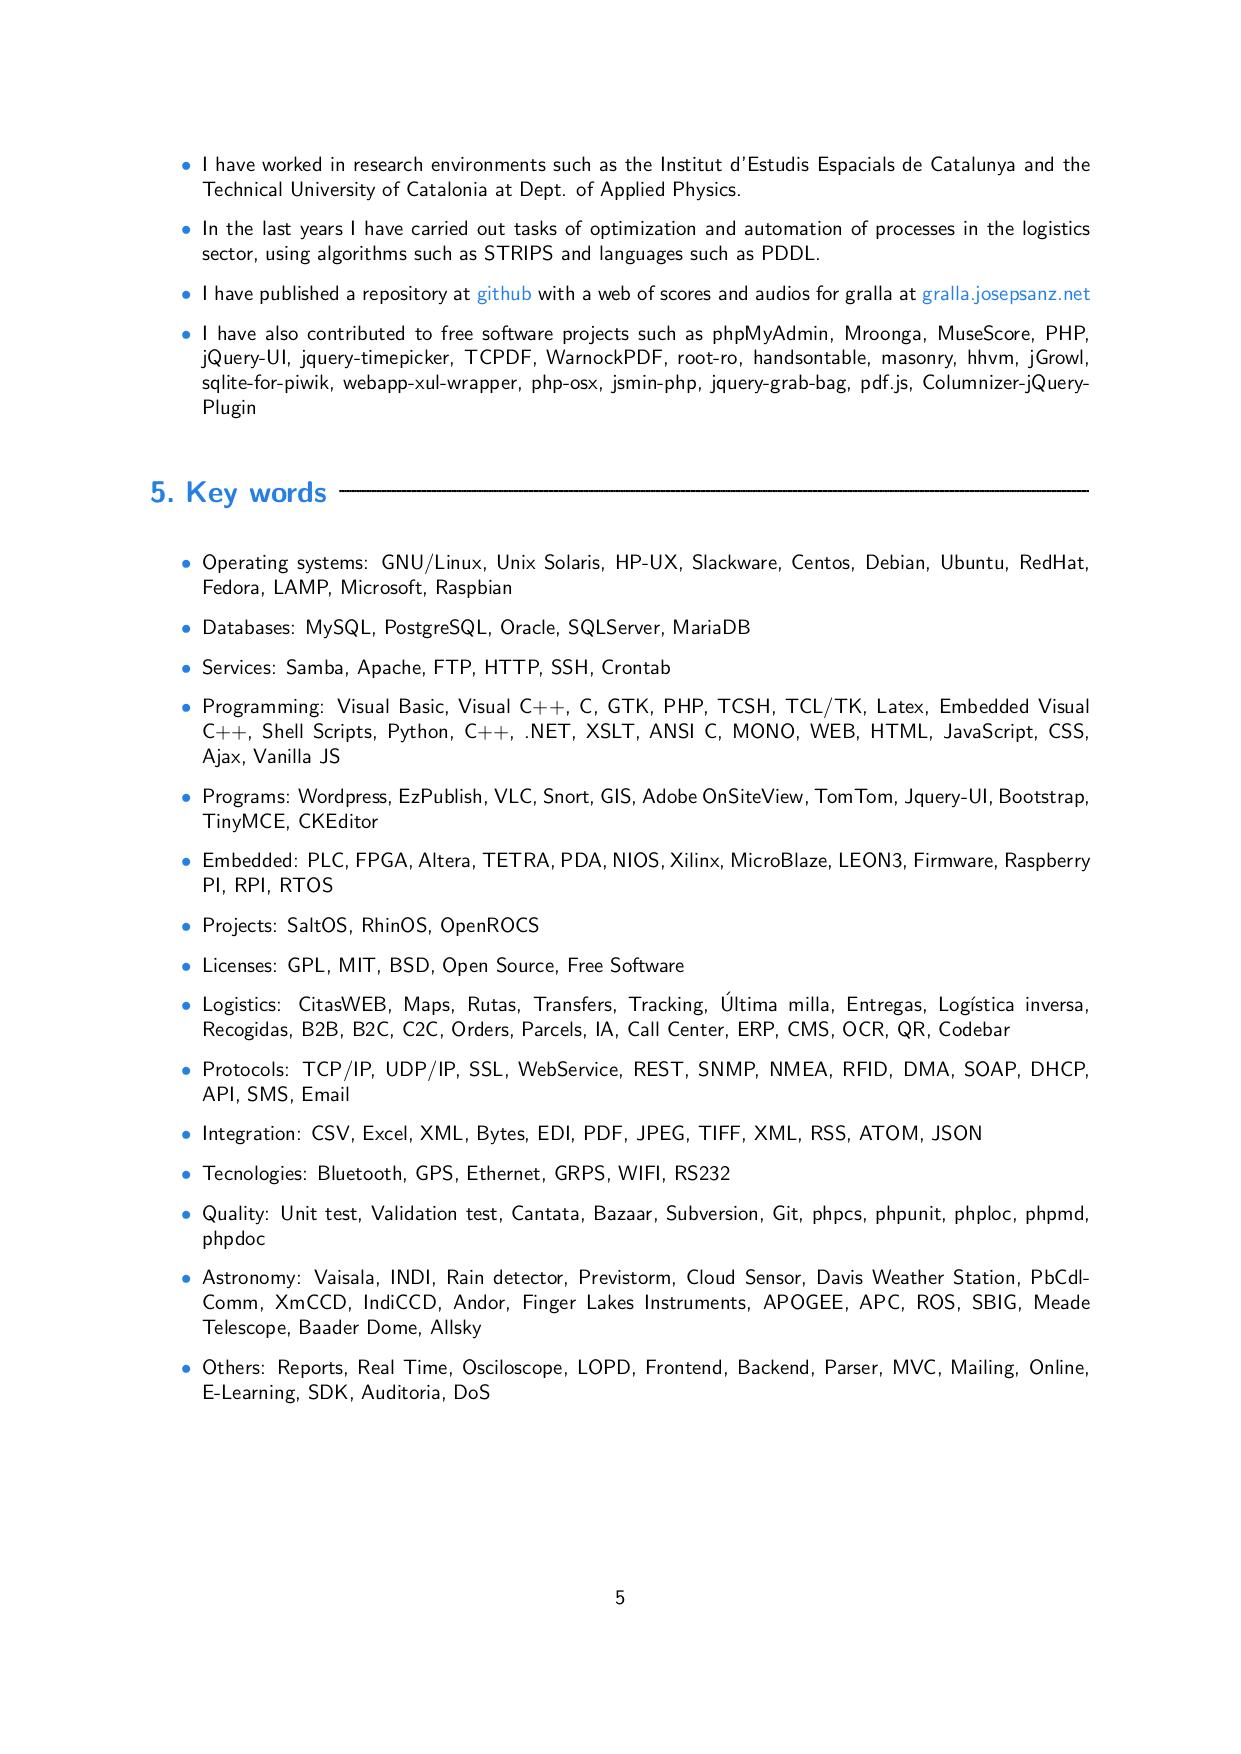 • I have worked in research environments such as the Institut d'Estudis Espacials de Catalunya and the
Technical University of Catalonia at Dept. of Applied Physics.
• In the last years I have carried out tasks of optimization and automation of processes in the logistics
sector, using algorithms such as STRIPS and languages such as PDDL.
• I have published a repository at github with a web of scores and audios for gralla at gralla.josepsanz.net
• I have also contributed to free software projects such as phpMyAdmin, Mroonga, MuseScore, PHP,
jQuery-UI, jquery-timepicker, TCPDF, WarnockPDF, root-ro, handsontable, masonry, hhvm, jGrowl,
sqlite-for-piwik, webapp-xul-wrapper, php-osx, jsmin-php, jquery-grab-bag, pdf.js, Columnizer-jQuery-
Plugin
5. Key words
• Operating systems: GNU/Linux, Unix Solaris, HP-UX, Slackware, Centos, Debian, Ubuntu, RedHat,
Fedora, LAMP, Microsoft, Raspbian
• Databases: MySQL, PostgreSQL, Oracle, SQLServer, MariaDB
• Services: Samba, Apache, FTP, HTTP, SSH, Crontab
• Programming: Visual Basic, Visual C++, C, GTK, PHP, TCSH, TCL/TK, Latex, Embedded Visual
C++, Shell Scripts, Python, C++, .NET, XSLT, ANSI C, MONO, WEB, HTML, JavaScript, CSS,
Ajax, Vanilla JS
• Programs: Wordpress, EzPublish, VLC, Snort, GIS, Adobe OnSiteView, TomTom, Jquery-UI, Bootstrap,
TinyMCE, CKEditor
• Embedded: PLC, FPGA, Altera, TETRA, PDA, NIOS, Xilinx, MicroBlaze, LEON3, Firmware, Raspberry
PI, RPI, RTOS
• Projects: SaltOS, RhinOS, OpenROCS
• Licenses: GPL, MIT, BSD, Open Source, Free Software
• Logistics: CitasWEB, Maps, Rutas, Transfers, Tracking, Última milla, Entregas, Logística inversa,
Recogidas, B2B, B2C, C2C, Orders, Parcels, IA, Call Center, ERP, CMS, OCR, QR, Codebar
• Protocols: TCP/IP, UDP/IP, SSL, WebService, REST, SNMP, NMEA, RFID, DMA, SOAP, DHCP,
API, SMS, Email
• Integration: CSV, Excel, XML, Bytes, EDI, PDF, JPEG, TIFF, XML, RSS, ATOM, JSON
• Tecnologies: Bluetooth, GPS, Ethernet, GRPS, WIFI, RS232
• Quality: Unit test, Validation test, Cantata, Bazaar, Subversion, Git, phpcs, phpunit, phploc, phpmd,
phpdoc
• Astronomy: Vaisala, INDI, Rain detector, Previstorm, Cloud Sensor, Davis Weather Station, PbCdl-
Comm, XmCCD, IndiCCD, Andor, Finger Lakes Instruments, APOGEE, APC, ROS, SBIG, Meade
Telescope, Baader Dome, Allsky
• Others: Reports, Real Time, Osciloscope, LOPD, Frontend, Backend, Parser, MVC, Mailing, Online,
E-Learning, SDK, Auditoria, DoS
5